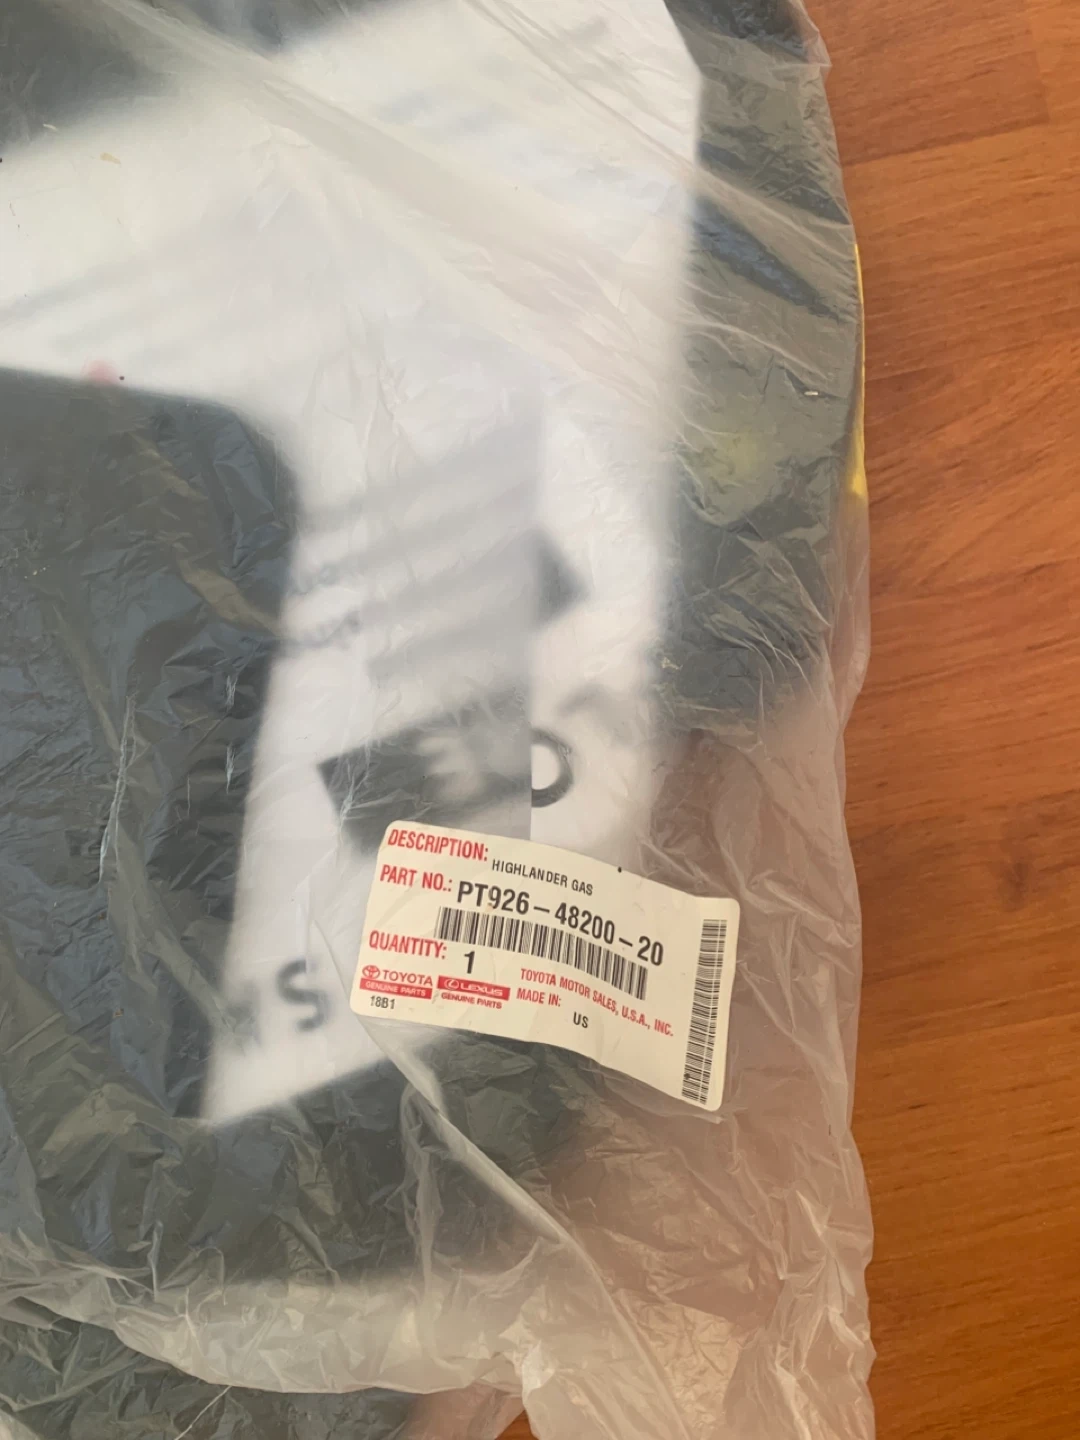 DESCRIPTION: HIGHLANDER GAS
PART NO.: PT926-48200-20
QUANTITY: 1
TOYOTA LEXUS
GENUINE PARTS GENUINE PARTS
TOYOTA MOTOR SALES, U.S.A., INC.
MADE IN: US
18B1
S